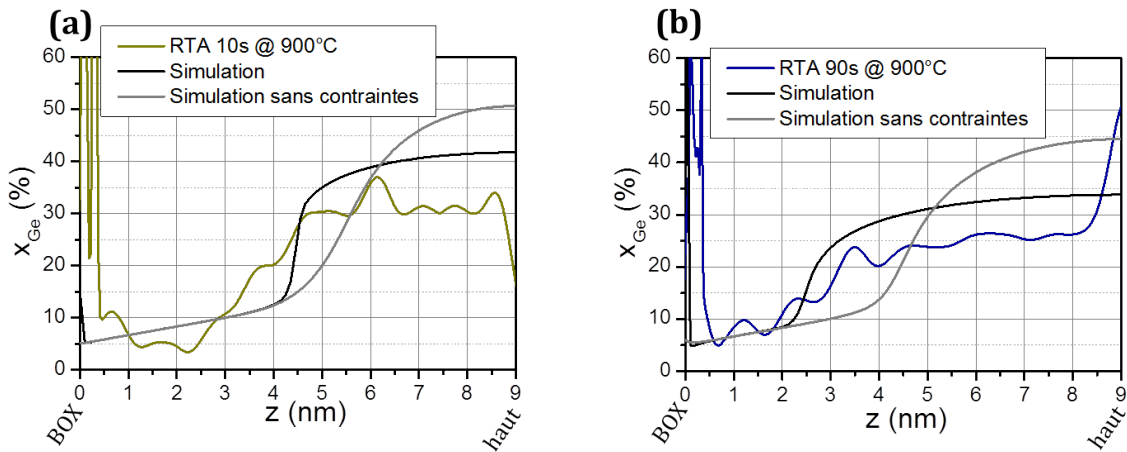 (a)
RTA 10s @ 900°C
Simulation
Simulation sans contraintes
x_Ge (%)
60
50
40
30
20
10
0
0 1 2 3 4 5 6 7 8 9
BOX
z (nm)
haut
(b)
RTA 90s @ 900°C
Simulation
Simulation sans contraintes
x_Ge (%)
60
50
40
30
20
10
0
0 1 2 3 4 5 6 7 8 9
BOX
z (nm)
haut